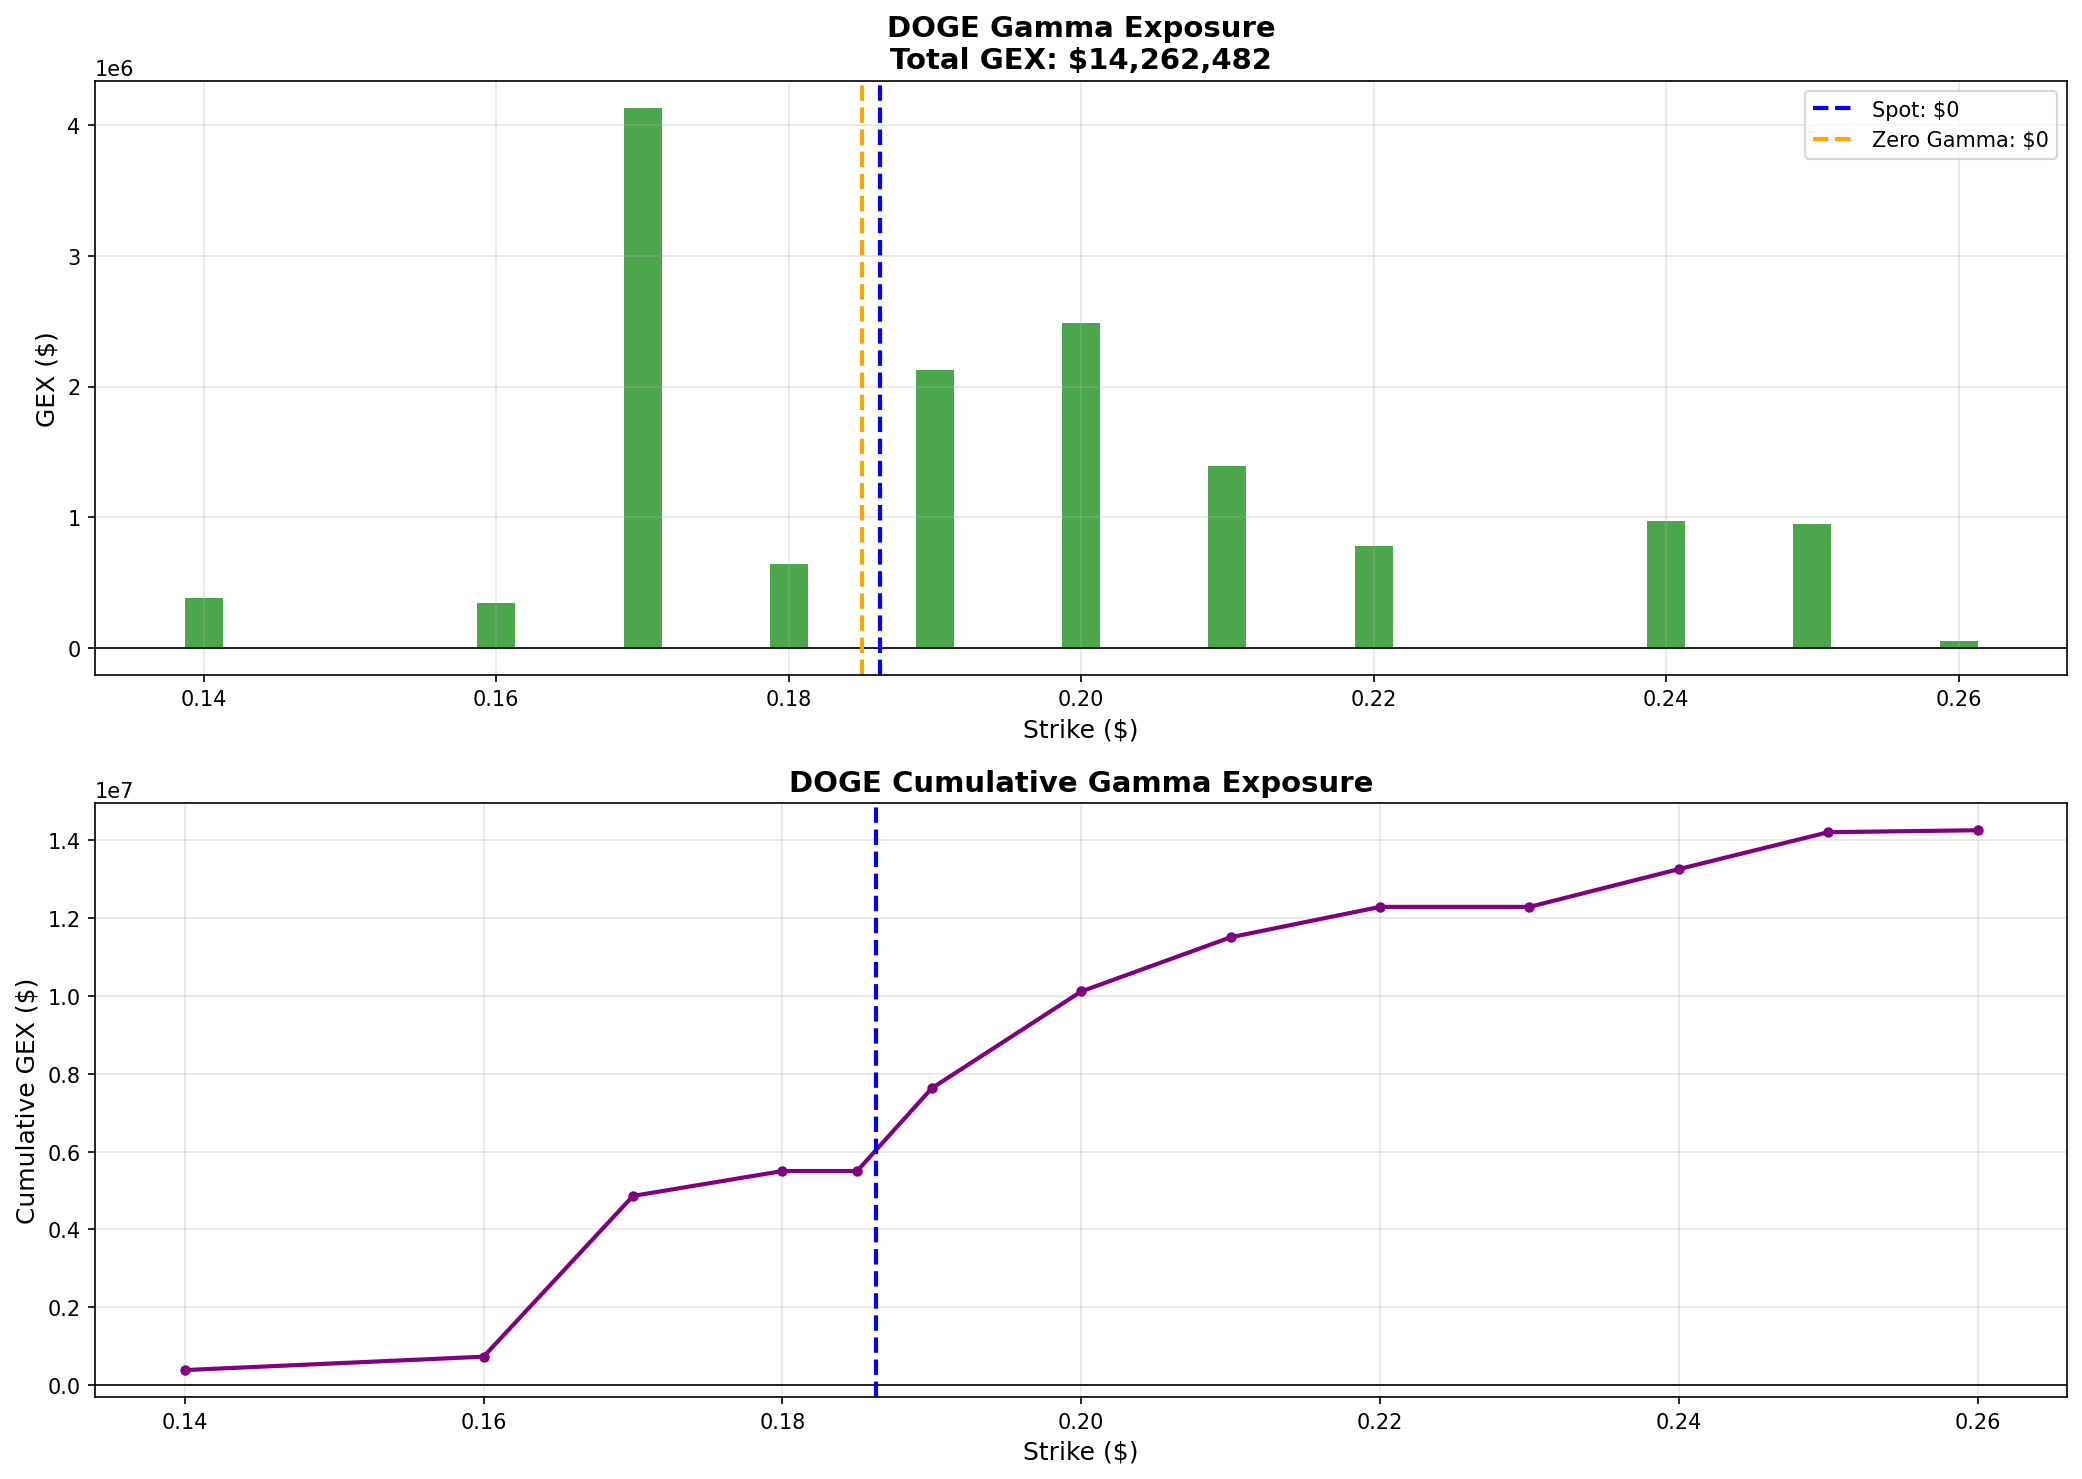 DOGE Gamma Exposure
Total GEX: $14,262,482
1e6
4
3
2
1
0
GEX ($)
Spot: $0
Zero Gamma: $0
0.14 0.16 0.18 0.20 0.22 0.24 0.26
Strike ($)
DOGE Cumulative Gamma Exposure
1e7
1.4
1.2
1.0
0.8
0.6
0.4
0.2
0.0
Cumulative GEX ($)
0.14 0.16 0.18 0.20 0.22 0.24 0.26
Strike ($)